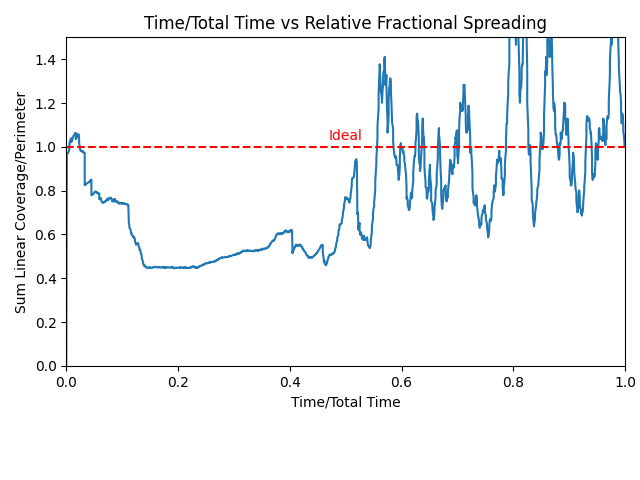 Time/Total Time vs Relative Fractional Spreading
Sum Linear Coverage/Perimeter
1.4
1.2
1.0
0.8
0.6
0.4
0.2
0.0
Ideal
0.0 0.2 0.4 0.6 0.8 1.0
Time/Total Time